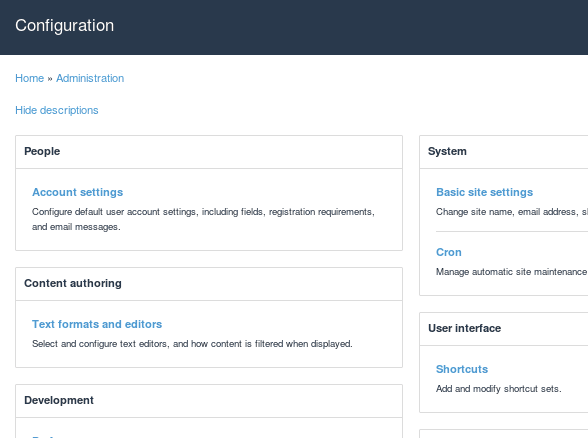 Configuration
Home » Administration
Hide descriptions
People
Account settings
Configure default user account settings, including fields, registration requirements,
and email messages.
Content authoring
Text formats and editors
Select and configure text editors, and how content is filtered when displayed.
Development
System
Basic site settings
Change site name, email address,
Cron
Manage automatic site maintenance
User interface
Shortcuts
Add and modify shortcut sets.